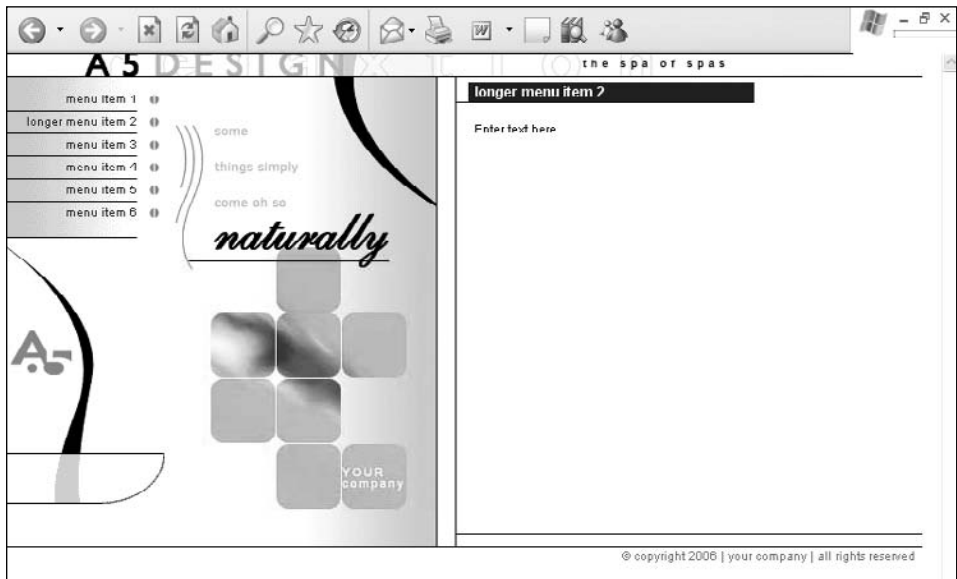 A5 DESIGN
the spa of spas
menu item 1
longer menu item 2
menu item 3
menu item 4
menu item 5
menu item 6
some
things simply
come oh so
naturally
A5
YOUR
company
longer menu item 2
Enter text here
© copyright 2006 | your company | all rights reserved